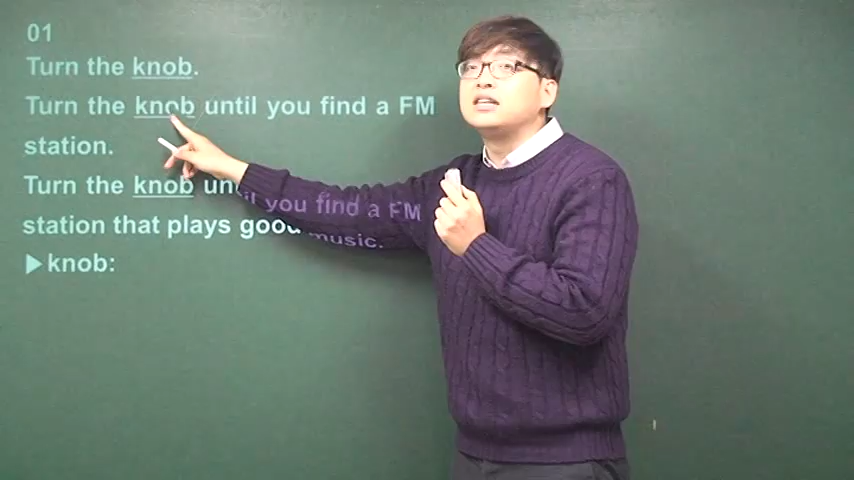 01
Turn the knob.
Turn the knob until you find a FM
station.
Turn the knob until you find a FM
station that plays good music.
▶knob: